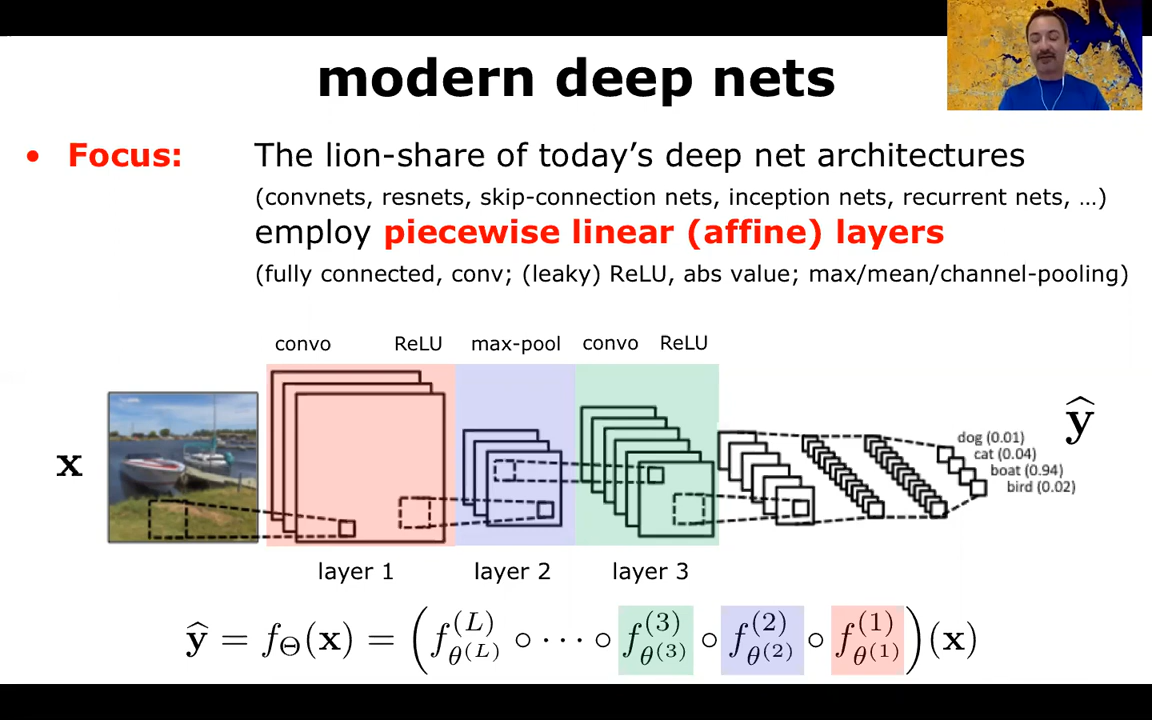 modern deep nets
• Focus: The lion-share of today’s deep net architectures
(convnets, resnets, skip-connection nets, inception nets, recurrent nets, …)
employ piecewise linear (affine) layers
(fully connected, conv; (leaky) ReLU, abs value; max/mean/channel-pooling)
convo ReLU max-pool convo ReLU
x
ŷ
dog (0.01)
cat (0.04)
boat (0.94)
bird (0.02)
layer 1 layer 2 layer 3
ŷ = f_Θ(x) = (f^(L)_θ^(L) ∘ ⋯ ∘ f^(3)_θ^(3) ∘ f^(2)_θ^(2) ∘ f^(1)_θ^(1))(x)